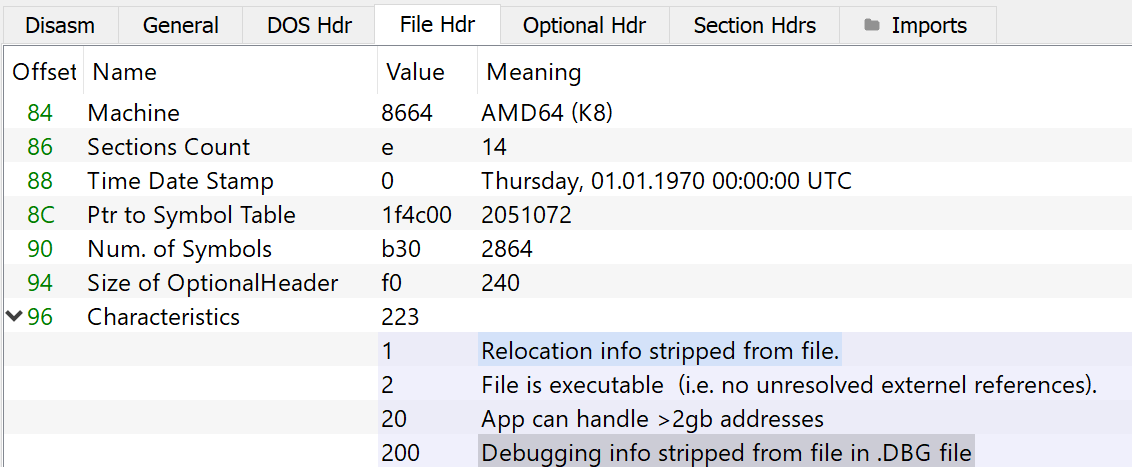 Disasm General DOS Hdr File Hdr Optional Hdr Section Hdrs Imports
Offset Name Value Meaning
84 Machine 8664 AMD64 (K8)
86 Sections Count e 14
88 Time Date Stamp 0 Thursday, 01.01.1970 00:00:00 UTC
8C Ptr to Symbol Table 1f4c00 2051072
90 Num. of Symbols b30 2864
94 Size of OptionalHeader f0 240
96 Characteristics 223
1 Relocation info stripped from file.
2 File is executable (i.e. no unresolved externel references).
20 App can handle >2gb addresses
200 Debugging info stripped from file in .DBG file